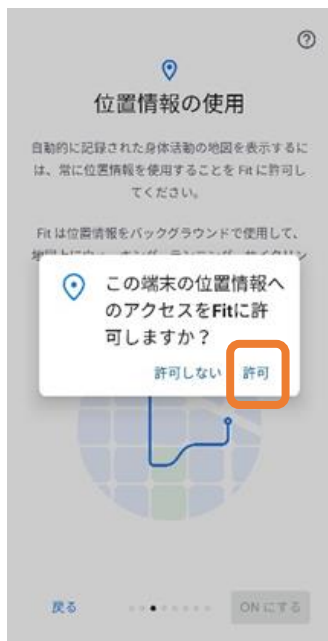 位置情報の使用
自動的に記録された身体活動の地図を表示するに
は、常に位置情報を使用することを Fit に許可し
てください。
Fit は位置情報をバックグラウンドで使用して、
この端末の位置情報へ
のアクセスをFitに許
可しますか？
許可しない 許可
戻る ON にする